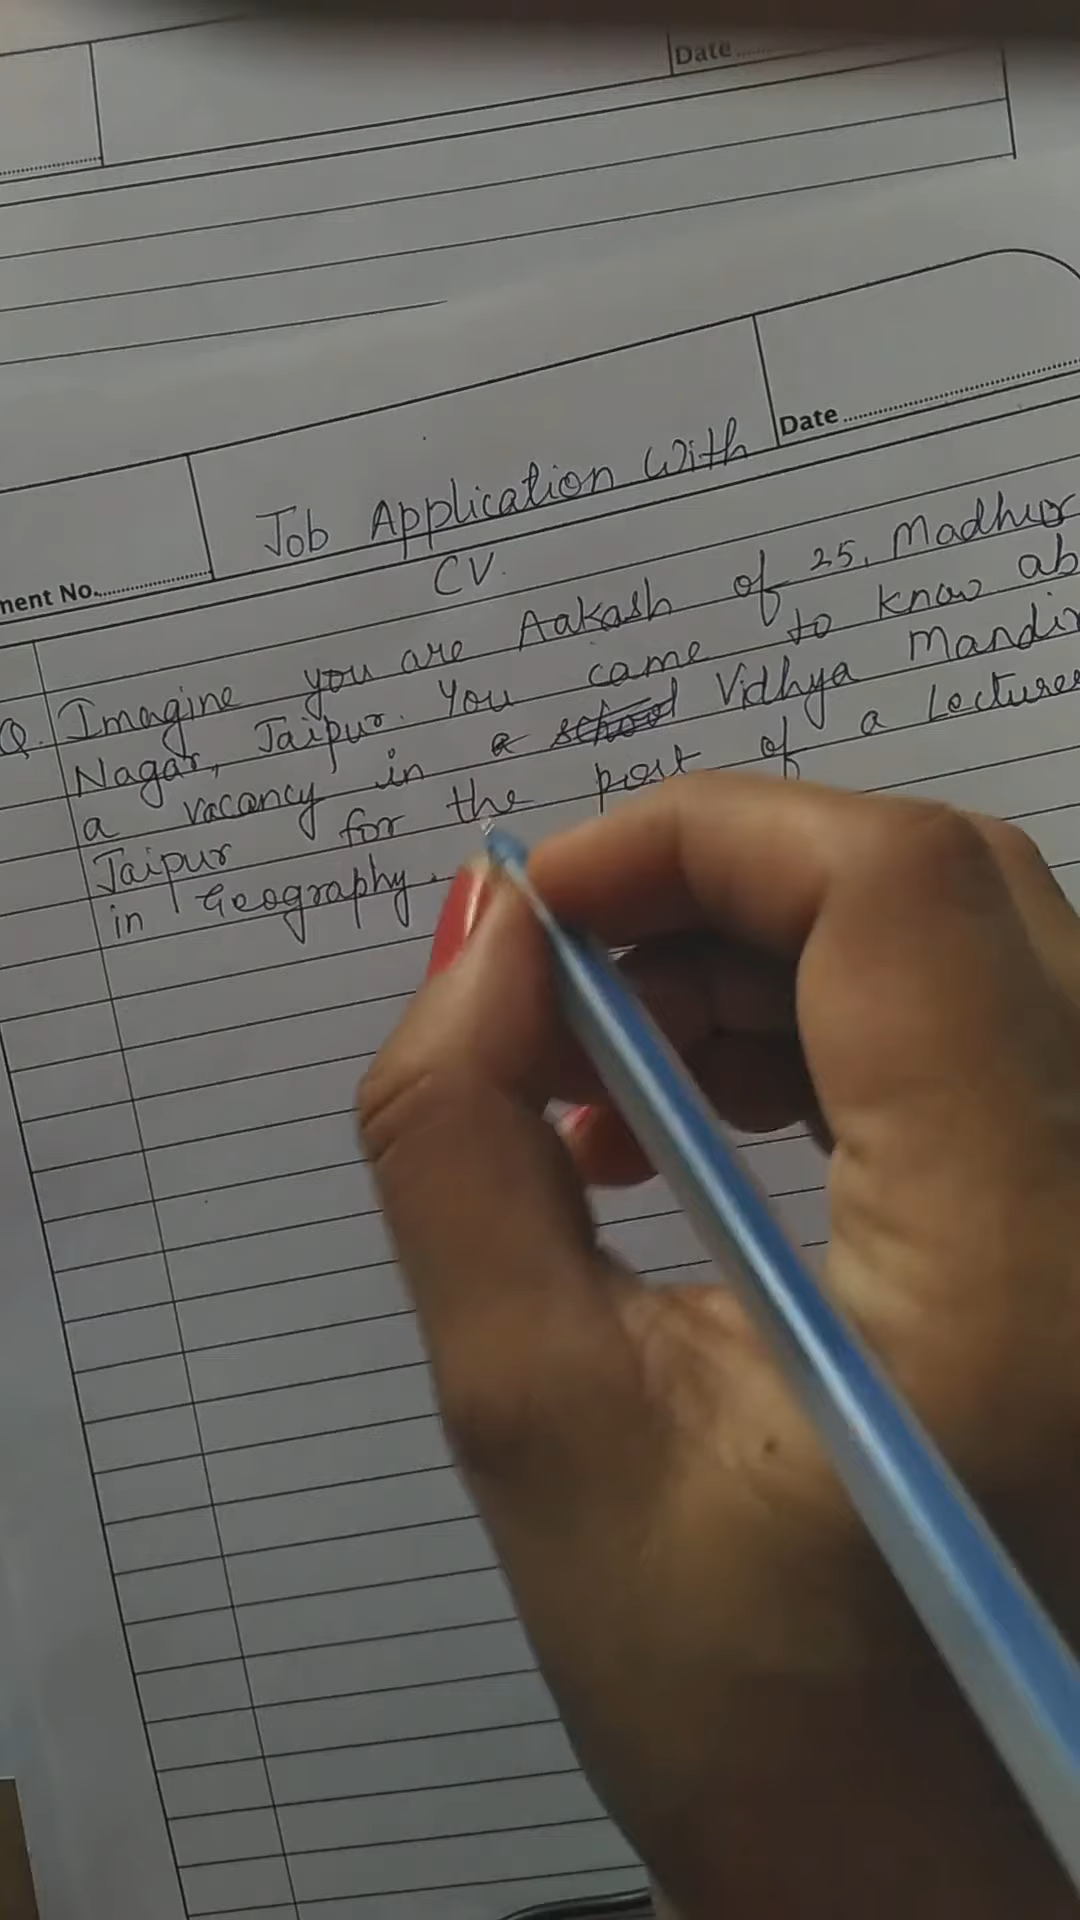 Date
Date
Job Application With
ment No.
CV.
Q. Imagine you are Aakash of 25, Madhur
Nagar, Jaipur. You came to know ab
a vacancy in a school Vidhya Mandir
Jaipur for the post of a Lecturer
in Geography.